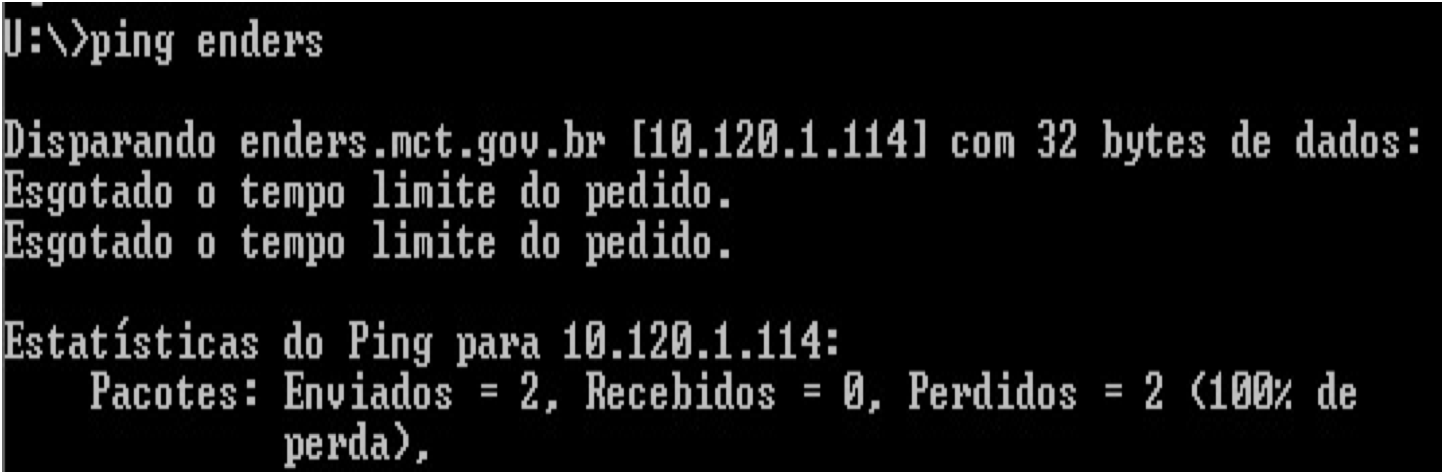 U:\>ping enders
Disparando enders.mct.gov.br [10.120.1.114] com 32 bytes de dados:
Esgotado o tempo limite do pedido.
Esgotado o tempo limite do pedido.
Estatísticas do Ping para 10.120.1.114:
Pacotes: Enviados = 2, Recebidos = 0, Perdidos = 2 (100% de
perda),